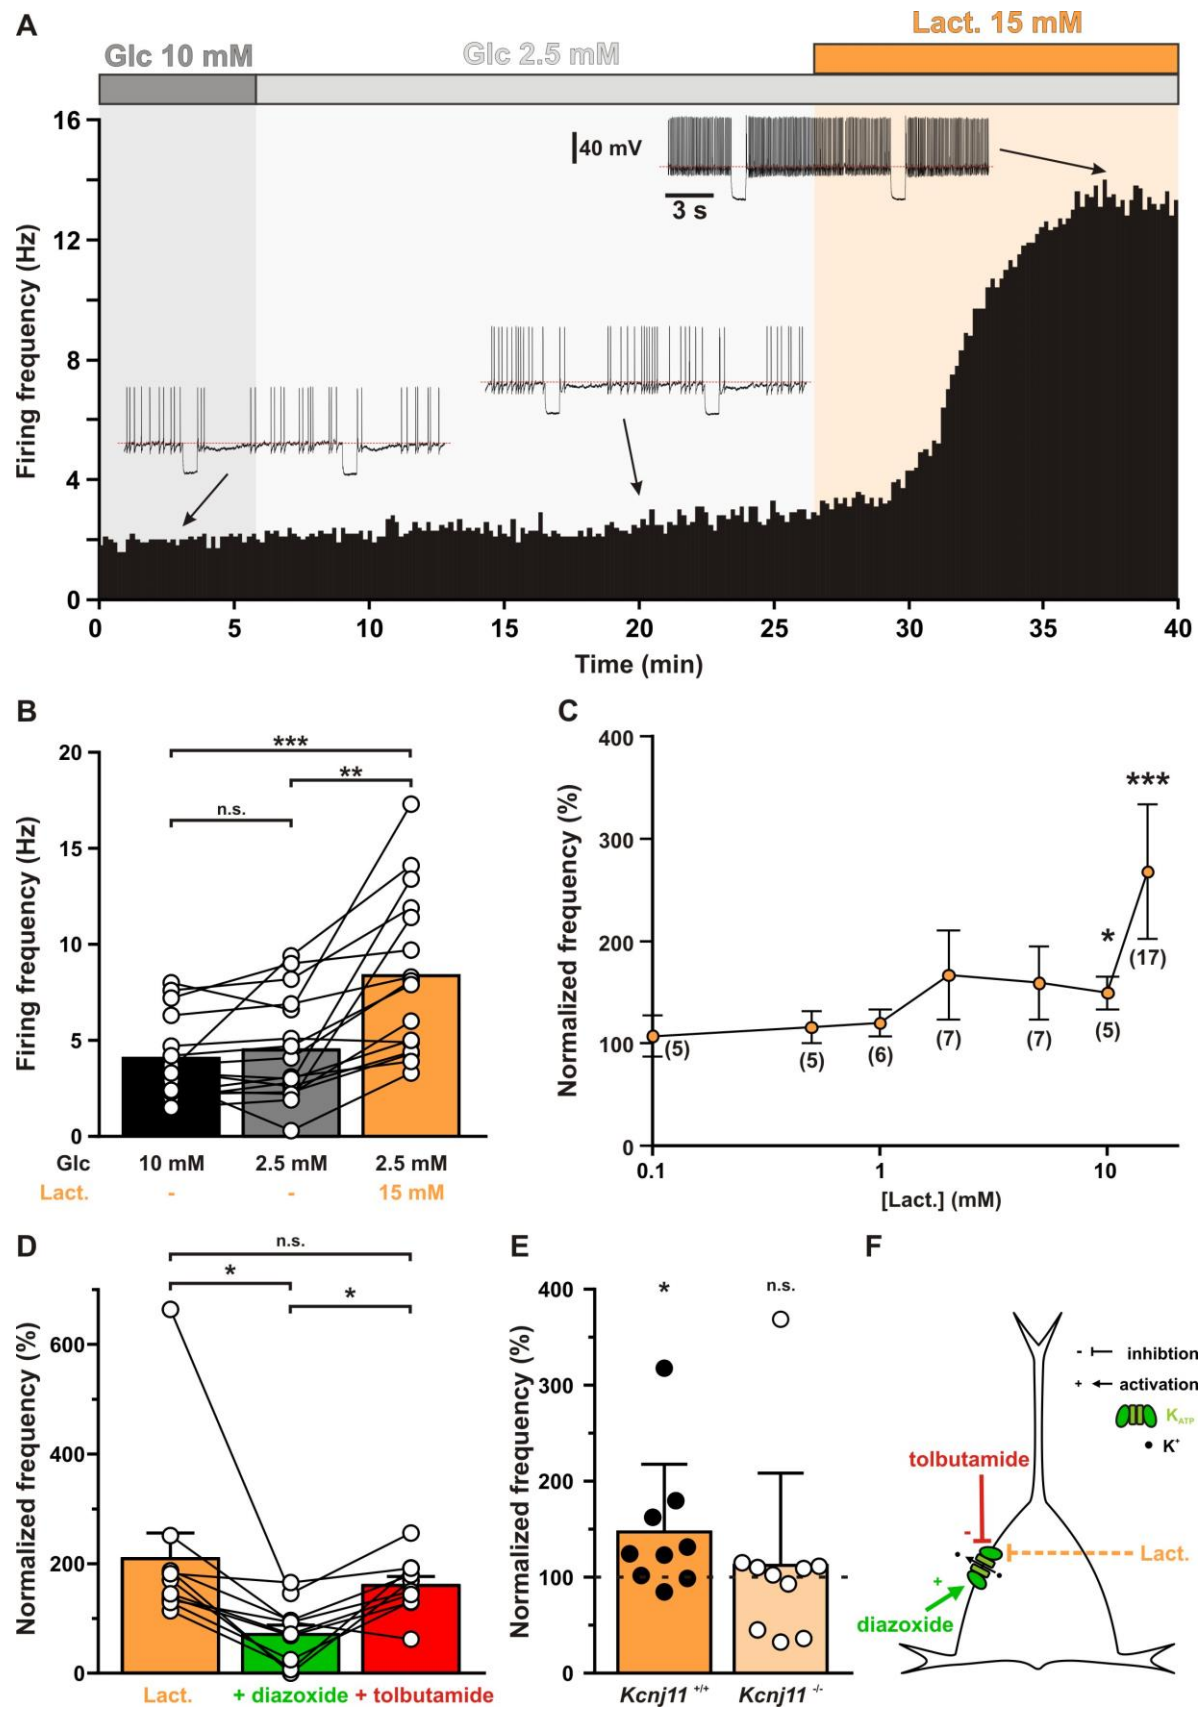 A
Glc 10 mM
Glc 2.5 mM
Lact. 15 mM
Firing frequency (Hz)
16
12
8
4
0
40 mV
3 s
0 5 10 15 20 25 30 35 40
Time (min)
B
Firing frequency (Hz)
20
15
10
5
0
***
**
n.s.
Glc 10 mM 2.5 mM 2.5 mM
Lact. - - 15 mM
C
Normalized frequency (%)
400
300
200
100
0
(5)
(5)
(6)
(7)
(7)
*
(5)
***
(17)
0.1 1 10
[Lact.] (mM)
D
Normalized frequency (%)
600
400
200
0
n.s.
*
*
Lact. + diazoxide + tolbutamide
E
Normalized frequency (%)
400
300
200
100
0
*
n.s.
Kcnj11 +/+ Kcnj11 -/-
F
- inhibtion
+ activation
KATP
K+
tolbutamide
-
Lact.
+
diazoxide